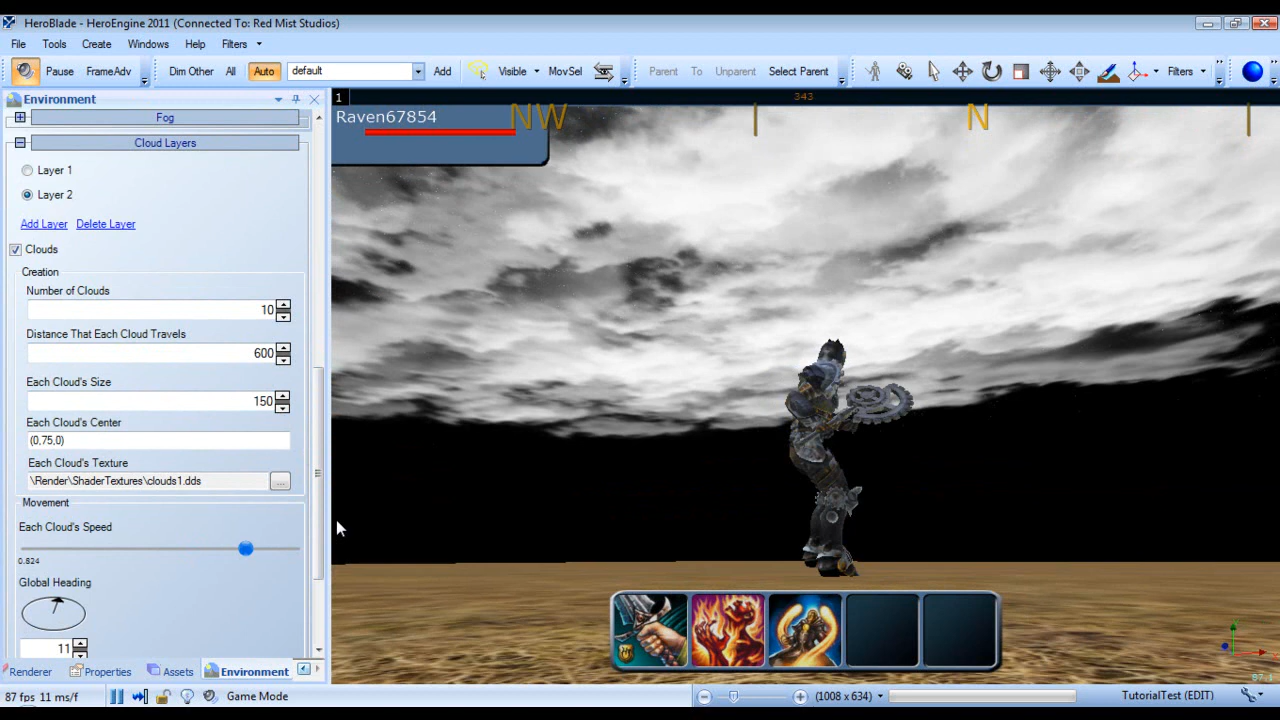 HeroBlade - HeroEngine 2011 (Connected To: Red Mist Studios)
File Tools Create Windows Help Filters
Pause FrameAdv Dim Other All Auto default Add Visible MovSel Parent To Unparent Select Parent Filters
Environment
Fog
Cloud Layers
Layer 1
Layer 2
Add Layer Delete Layer
Clouds
Creation
Number of Clouds
10
Distance That Each Cloud Travels
600
Each Cloud's Size
150
Each Cloud's Center
(0,75,0)
Each Cloud's Texture
\Render\ShaderTextures\clouds1.dds
...
Movement
Each Cloud's Speed
0.824
Global Heading
11
Renderer Properties Assets Environment
1
343
Raven67854
NW
N
87 fps 11 ms/f Game Mode (1008 x 634) TutorialTest (EDIT)